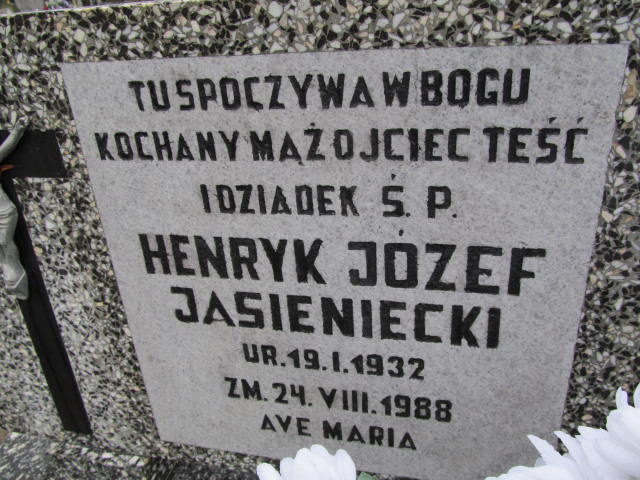 TU SPOCZYWA W BOGU
KOCHANY MĄŻ OJCIEC TEŚĆ
I DZIADEK Ś. P.
HENRYK JÓZEF
JASIENIECKI
UR. 19. I. 1932
ZM. 24. VIII. 1988
AVE MARIA